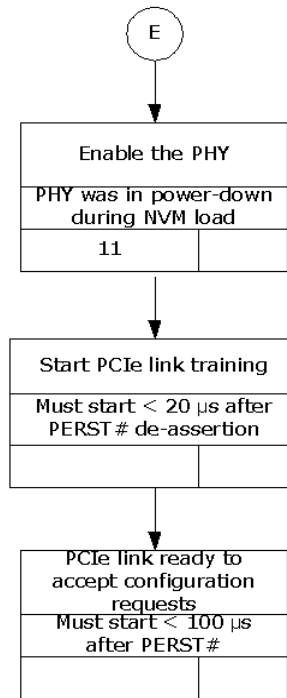 E
Enable the PHY
PHY was in power-down
during NVM load
11
Start PCIe link training
Must start < 20 µs after
PERST# de-assertion
PCIe link ready to
accept configuration
requests
Must start < 100 µs
after PERST#